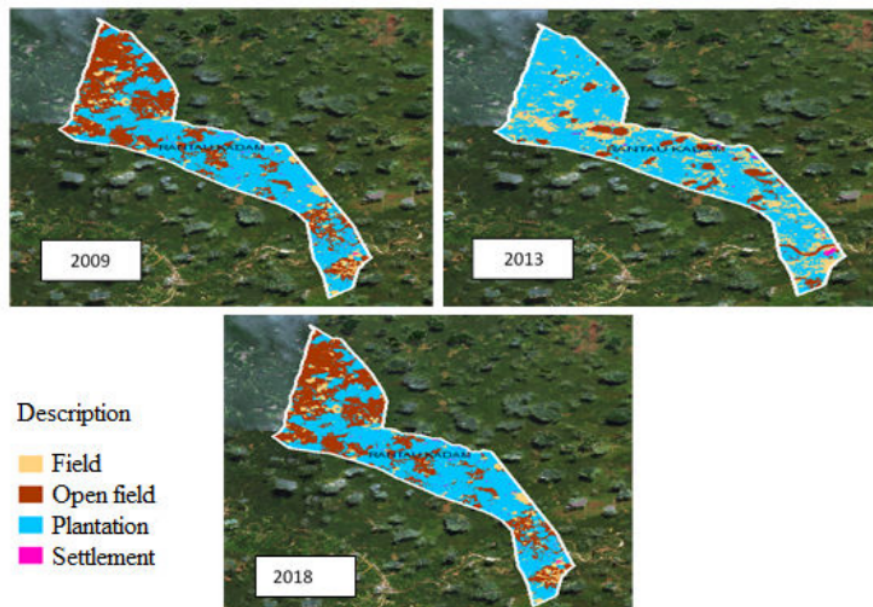 RANTAU KADAM
2009
RANTAU KADAM
2013
RANTAU KADAM
2018
Description
Field
Open field
Plantation
Settlement